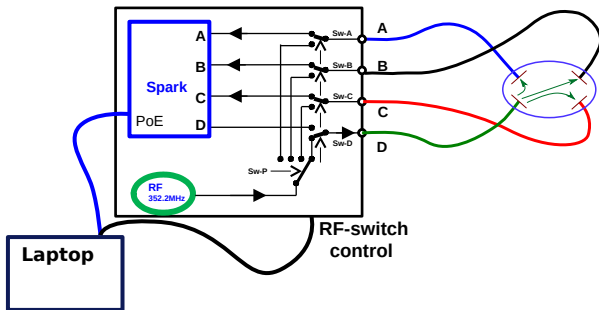 A
Sw-A
A
B
Sw-B
B
Spark
C
Sw-C
C
PoE
D
Sw-D
D
Sw-P
RF
352.2MHz
RF-switch
control
Laptop